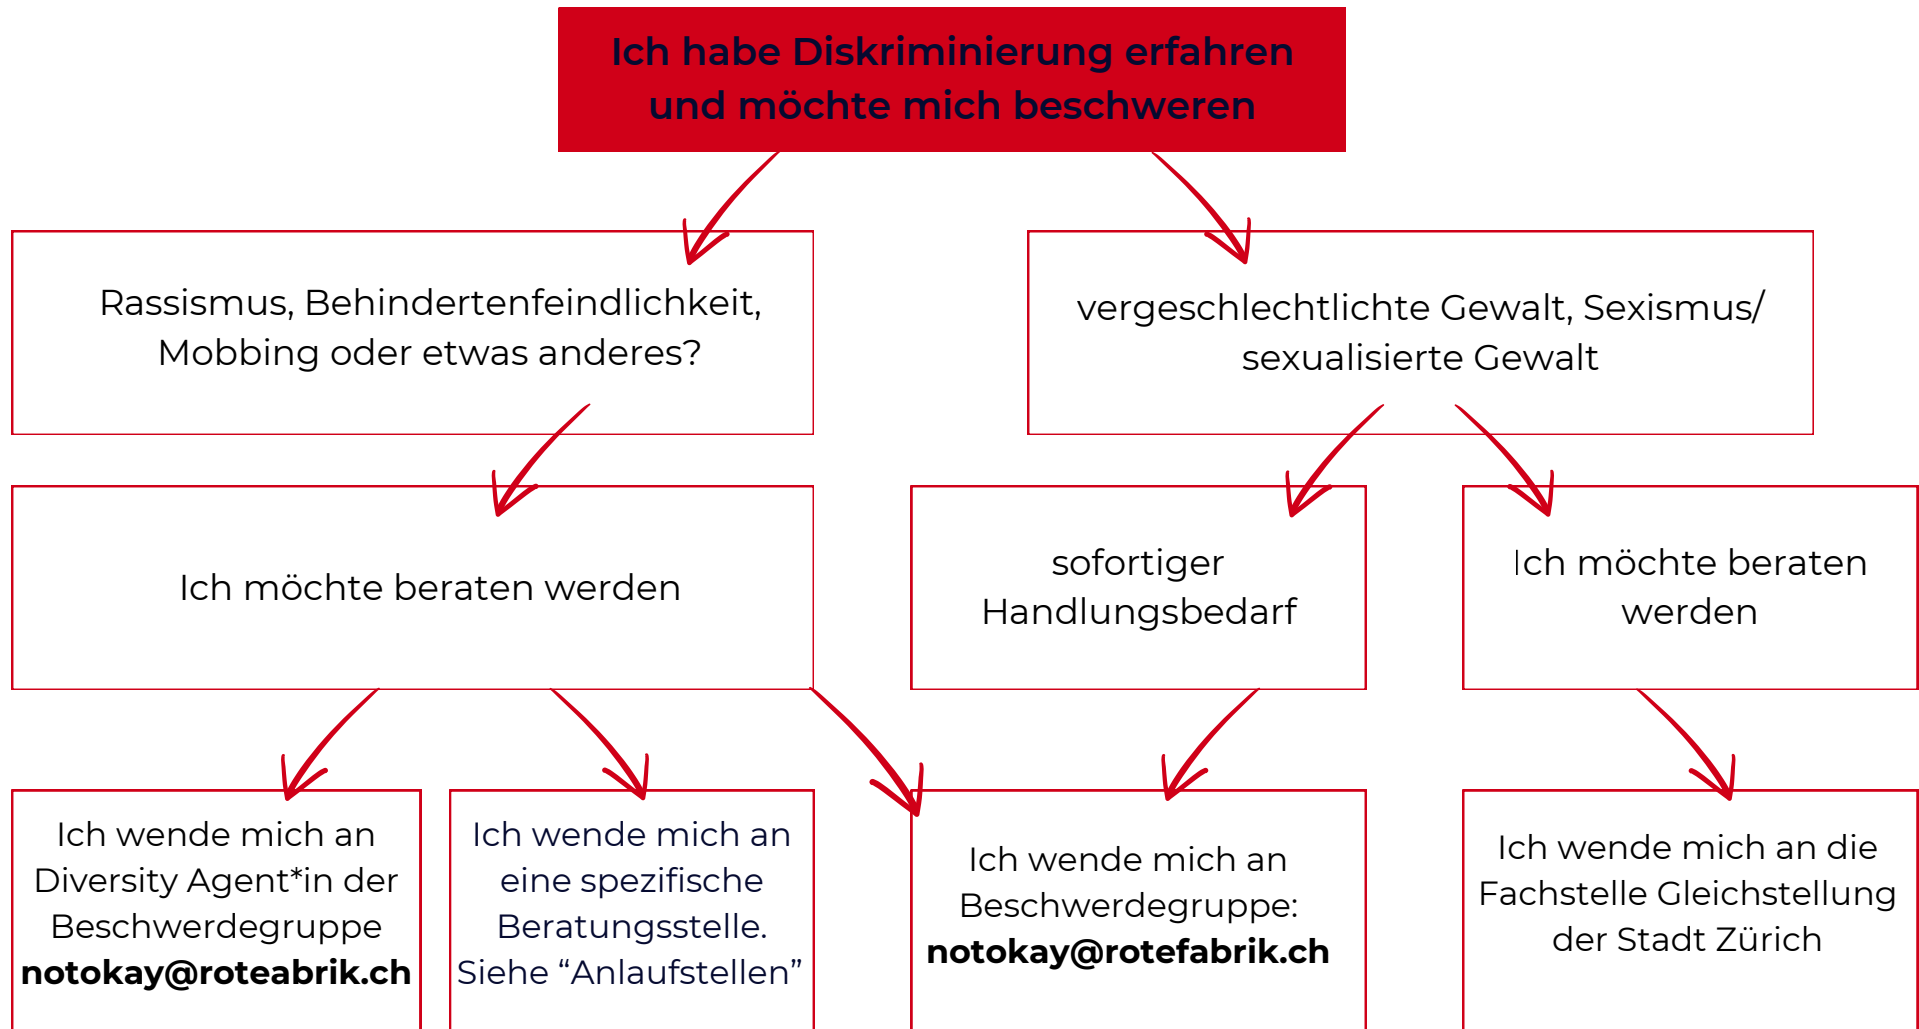 Ich habe Diskriminierung erfahren
und möchte mich beschweren
Rassismus, Behindertenfeindlichkeit,
Mobbing oder etwas anderes?
vergeschlechtlichte Gewalt, Sexismus/
sexualisierte Gewalt
Ich möchte beraten werden
sofortiger
Handlungsbedarf
Ich möchte beraten
werden
Ich wende mich an
Diversity Agent*in der
Beschwerdegruppe
notokay@roteabrik.ch
Ich wende mich an
eine spezifische
Beratungsstelle.
Siehe “Anlaufstellen”
Ich wende mich an
Beschwerdegruppe:
notokay@rotefabrik.ch
Ich wende mich an die
Fachstelle Gleichstellung
der Stadt Zürich